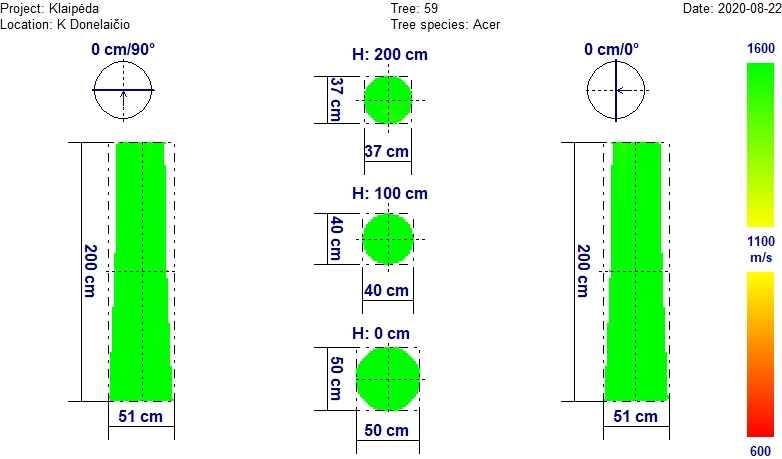 Project: Klaipėda
Tree: 59
Date: 2020-08-22
Location: K Donelaičio
Tree species: Acer
0 cm/90°
H: 200 cm
0 cm/0°
1600
37 cm
37 cm
H: 100 cm
40 cm
40 cm
200 cm
200 cm
1100
m/s
H: 0 cm
50 cm
50 cm
51 cm
51 cm
600